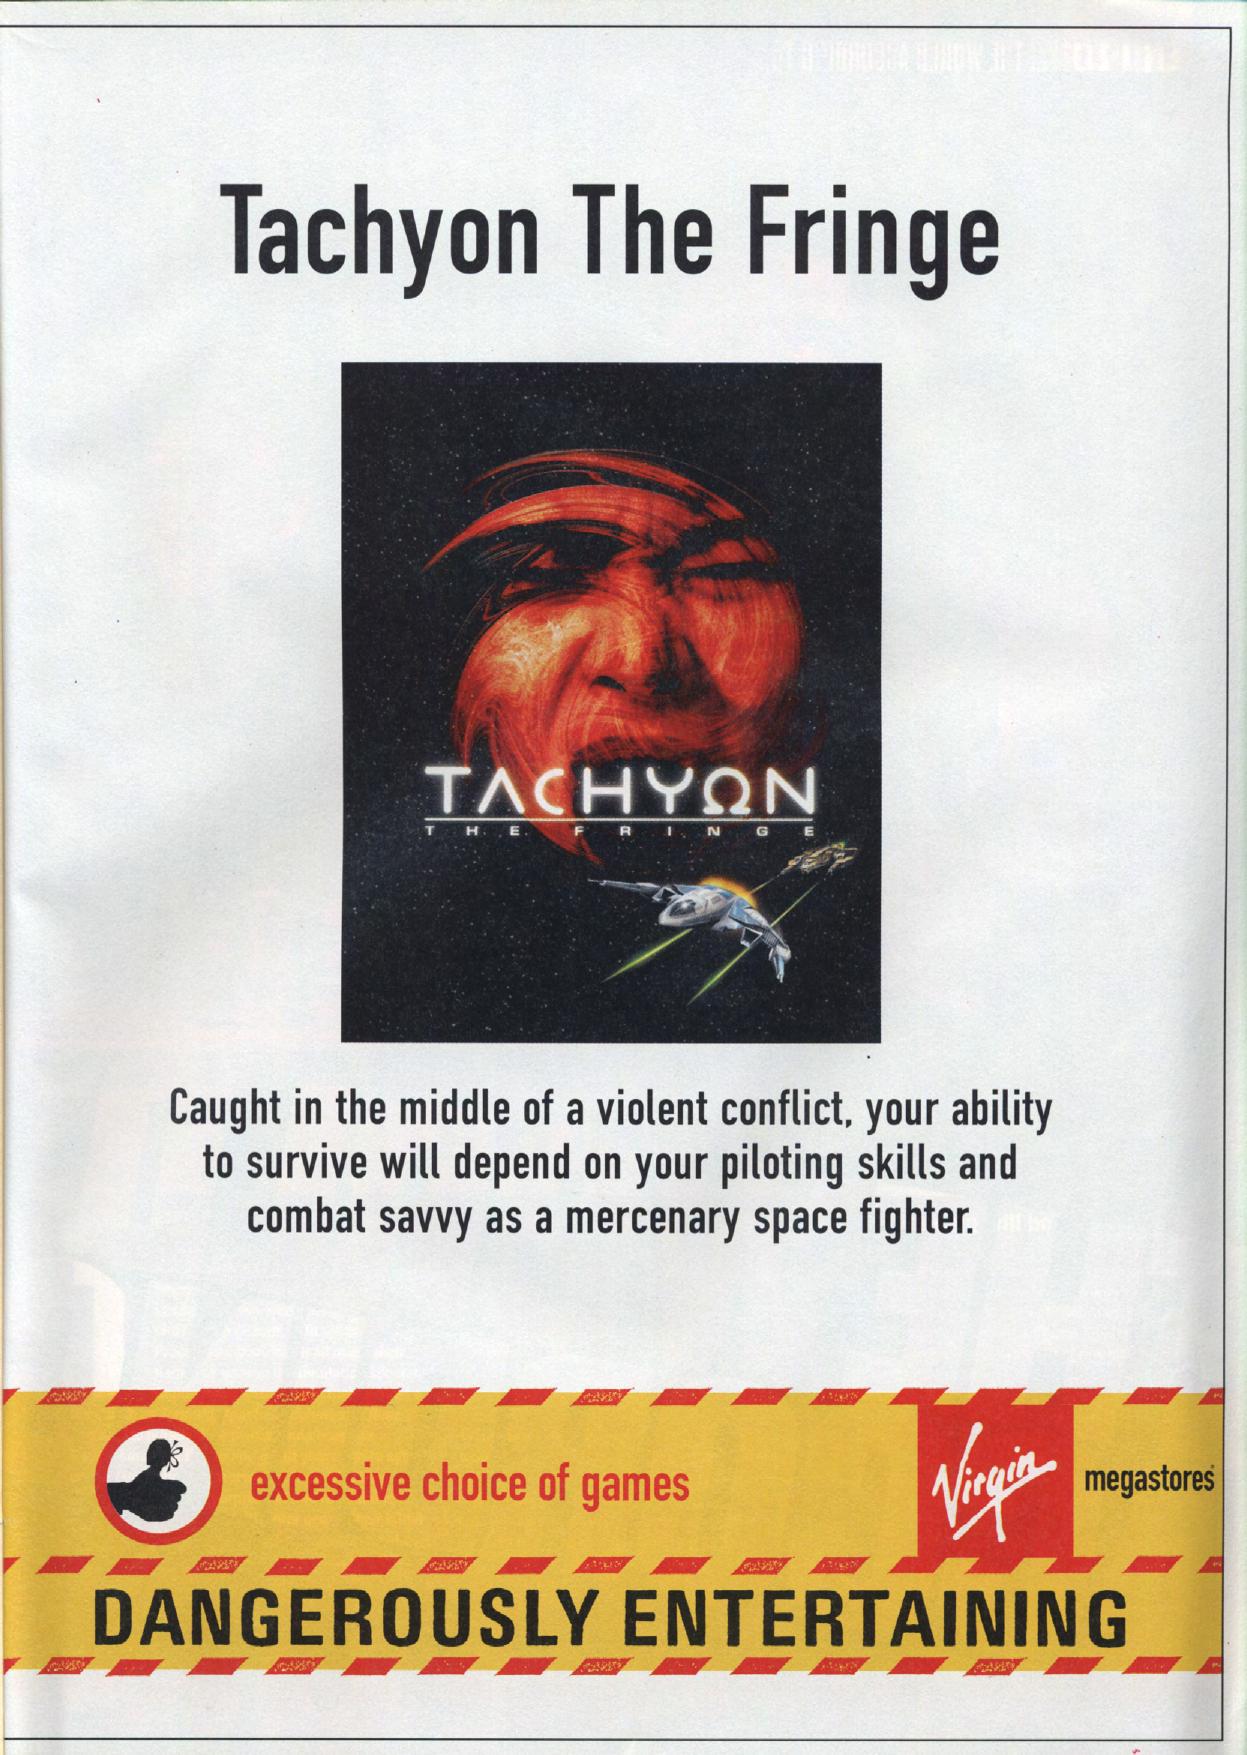 Tachyon The Fringe
TACHYΩN
THE FRINGE
Caught in the middle of a violent conflict, your ability
to survive will depend on your piloting skills and
combat savvy as a mercenary space fighter.
excessive choice of games
Virgin
megastores
DANGEROUSLY ENTERTAINING